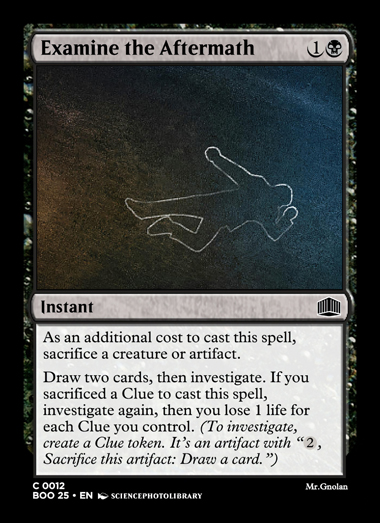 Examine the Aftermath 1
Instant
As an additional cost to cast this spell,
sacrifice a creature or artifact.
Draw two cards, then investigate. If you
sacrificed a Clue to cast this spell,
investigate again, then you lose 1 life for
each Clue you control. (To investigate,
create a Clue token. It’s an artifact with “2,
Sacrifice this artifact: Draw a card.”)
C 0012
BOO 25 • EN SCIENCEPHOTOLIBRARY
Mr.Gnolan